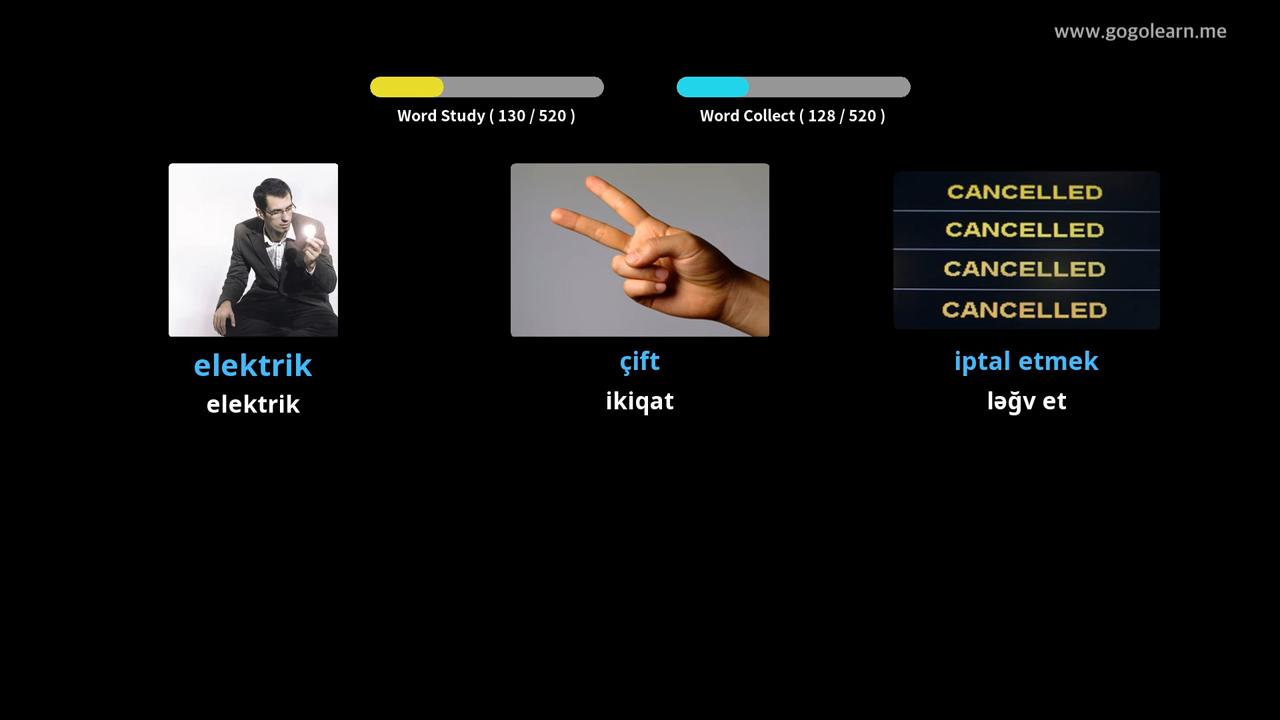 www.gogolearn.me
Word Study ( 130 / 520 )
Word Collect ( 128 / 520 )
CANCELLED
CANCELLED
CANCELLED
CANCELLED
elektrik
elektrik
çift
ikiqat
iptal etmek
ləğv et